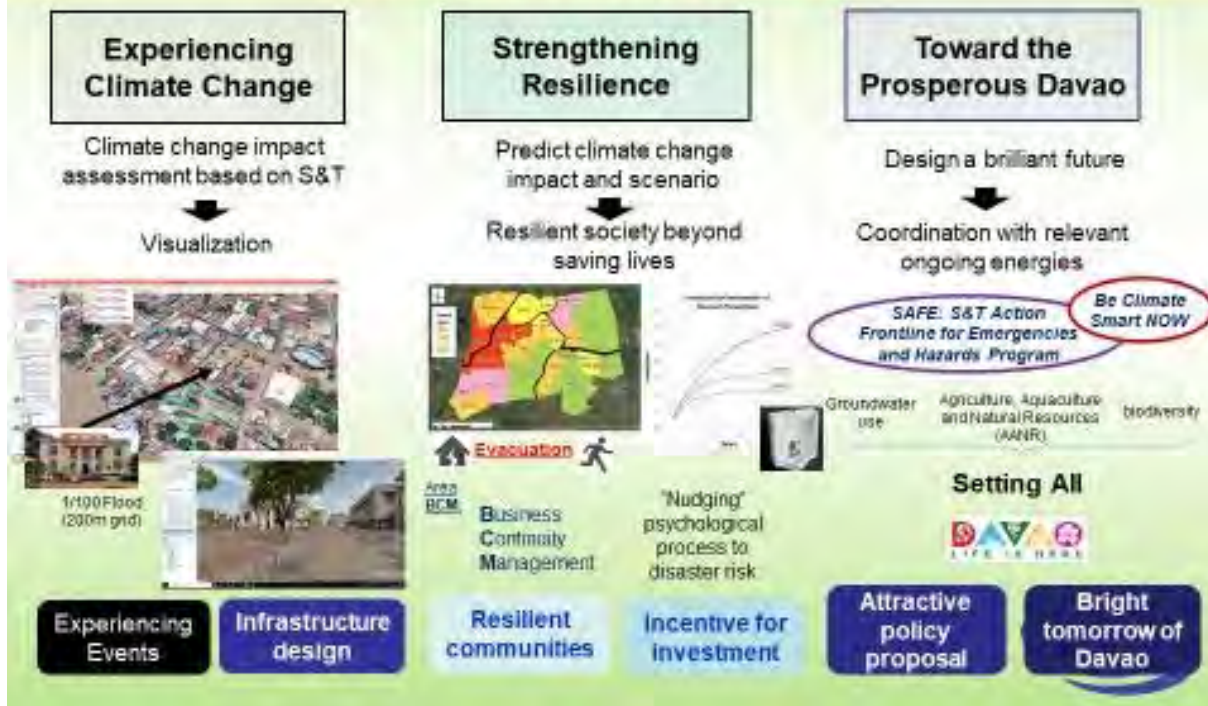 Experiencing
Climate Change
Climate change impact
assessment based on S&T
Visualization
1/100 Flood
(200m grid)
Experiencing
Events
Infrastructure
design
Strengthening
Resilience
Predict climate change
impact and scenario
Resilient society beyond
saving lives
Evacuation
Area
BCM
Business
Continuity
Management
"Nudging"
psychological
process to
disaster risk
Resilient
communities
Incentive for
investment
Toward the
Prosperous Davao
Design a brilliant future
Coordination with relevant
ongoing energies
Be Climate
Smart NOW
SAFE: S&T Action
Frontline for Emergencies
and Hazards Program
Groundwater
use
Agriculture, Aquaculture
and Natural Resources
(AANR)
biodiversity
Setting All
DAVAO
LIFE IS HERE
Attractive
policy
proposal
Bright
tomorrow of
Davao